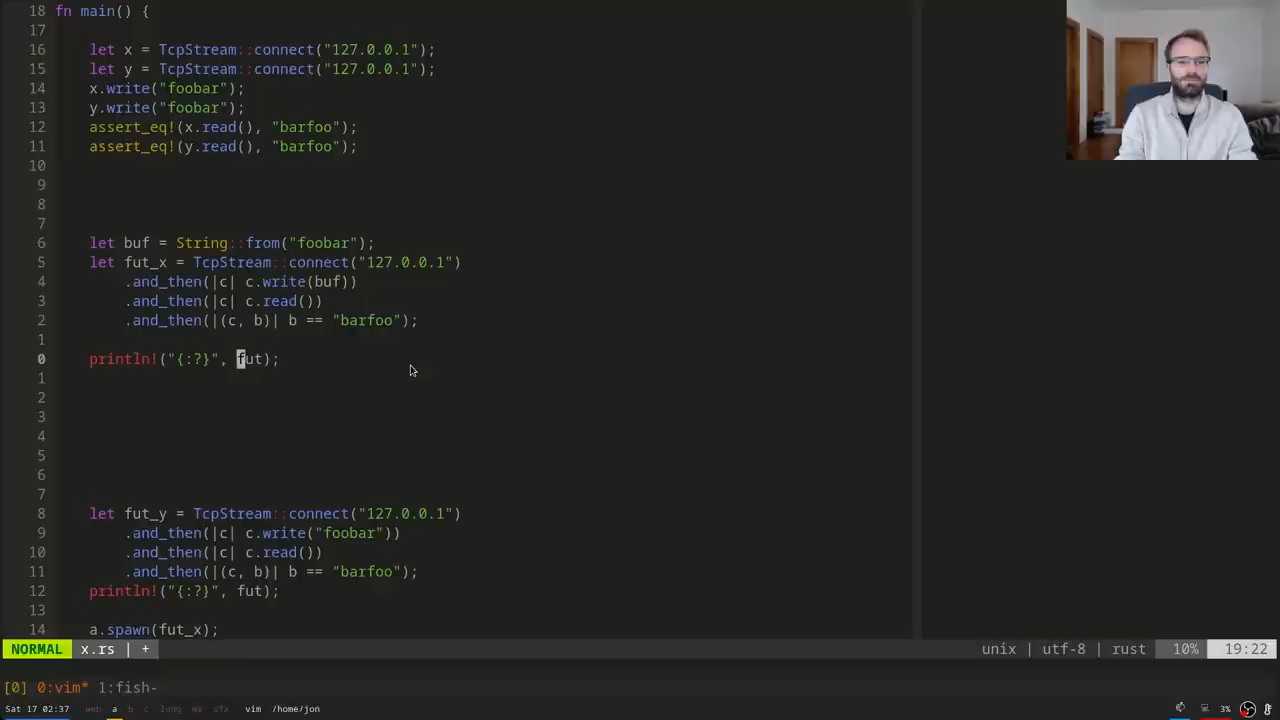 18 fn main() {
17
16     let x = TcpStream::connect("127.0.0.1");
15     let y = TcpStream::connect("127.0.0.1");
14     x.write("foobar");
13     y.write("foobar");
12     assert_eq!(x.read(), "barfoo");
11     assert_eq!(y.read(), "barfoo");
10
9
8
7
6     let buf = String::from("foobar");
5     let fut_x = TcpStream::connect("127.0.0.1")
4         .and_then(|c| c.write(buf))
3         .and_then(|c| c.read())
2         .and_then(|(c, b)| b == "barfoo");
1
0     println!("{:?}", fut);
1
2
3
4
5
6
7
8     let fut_y = TcpStream::connect("127.0.0.1")
9         .and_then(|c| c.write("foobar"))
10         .and_then(|c| c.read())
11         .and_then(|(c, b)| b == "barfoo");
12     println!("{:?}", fut);
13
14     a.spawn(fut_x);
NORMAL x.rs | + unix | utf-8 | rust 10% 19:22
[0] 0:vim* 1:fish-
Sat 17 02:37 web a b c lung mx sfx vim /home/jon 3%